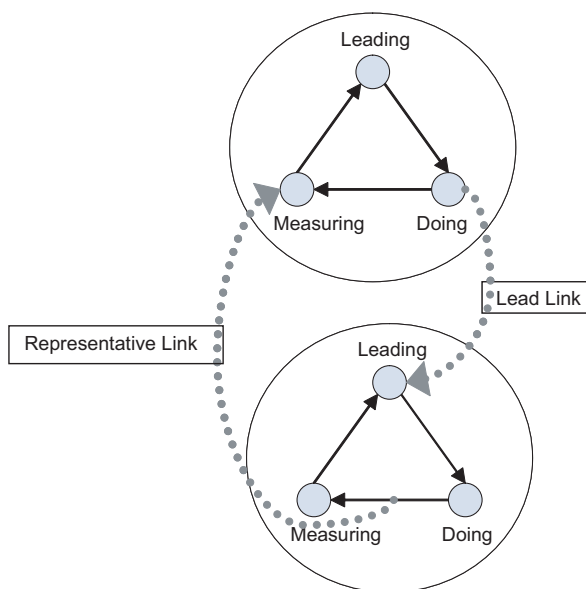 Leading
Measuring
Doing
Lead Link
Representative Link
Leading
Measuring
Doing